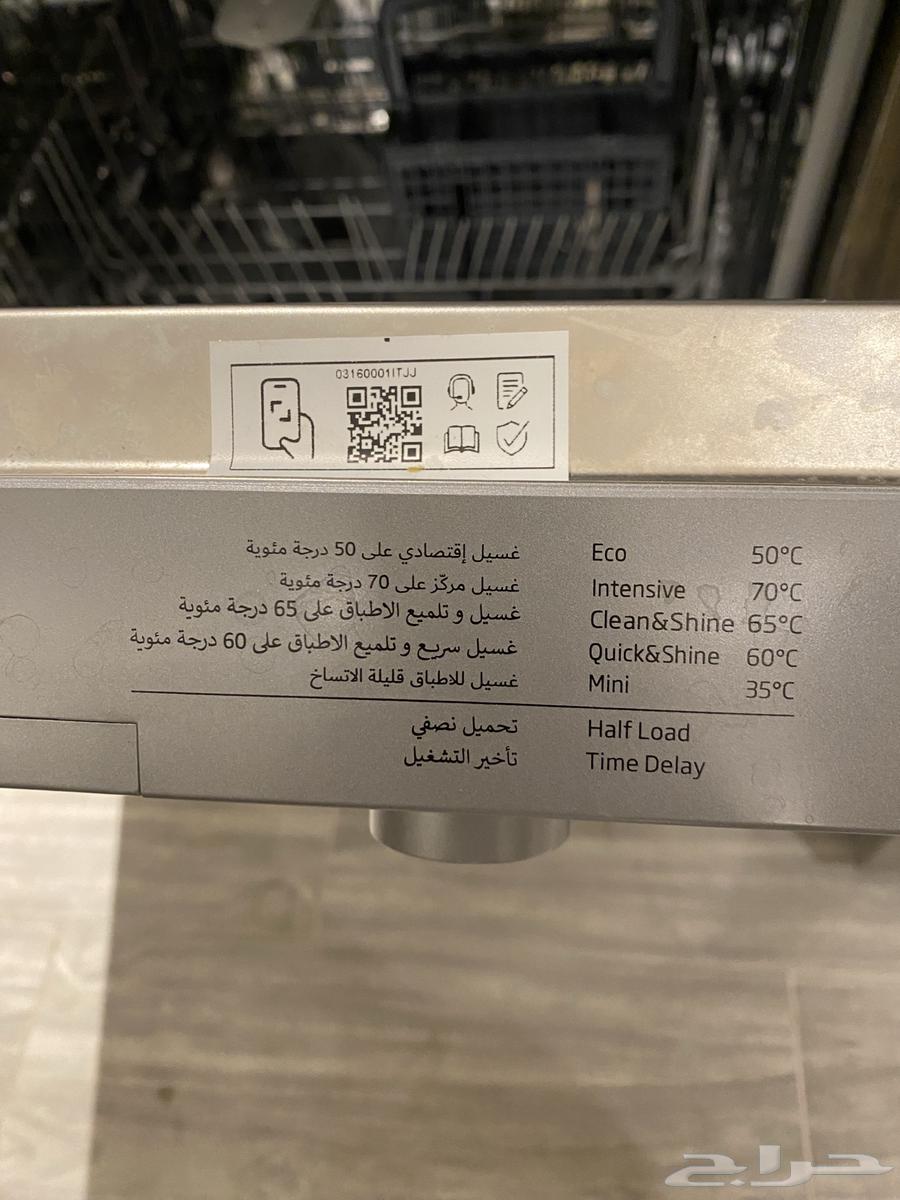 03160001ITJJ
غسيل إقتصادي على 50 درجة مئوية Eco 50°C
غسيل مركّز على 70 درجة مئوية Intensive 70°C
غسيل و تلميع الاطباق على 65 درجة مئوية Clean&Shine 65°C
غسيل سريع و تلميع الاطباق على 60 درجة مئوية Quick&Shine 60°C
غسيل للاطباق قليلة الاتساخ Mini 35°C
تحميل نصفي Half Load
تأخير التشغيل Time Delay
حراج